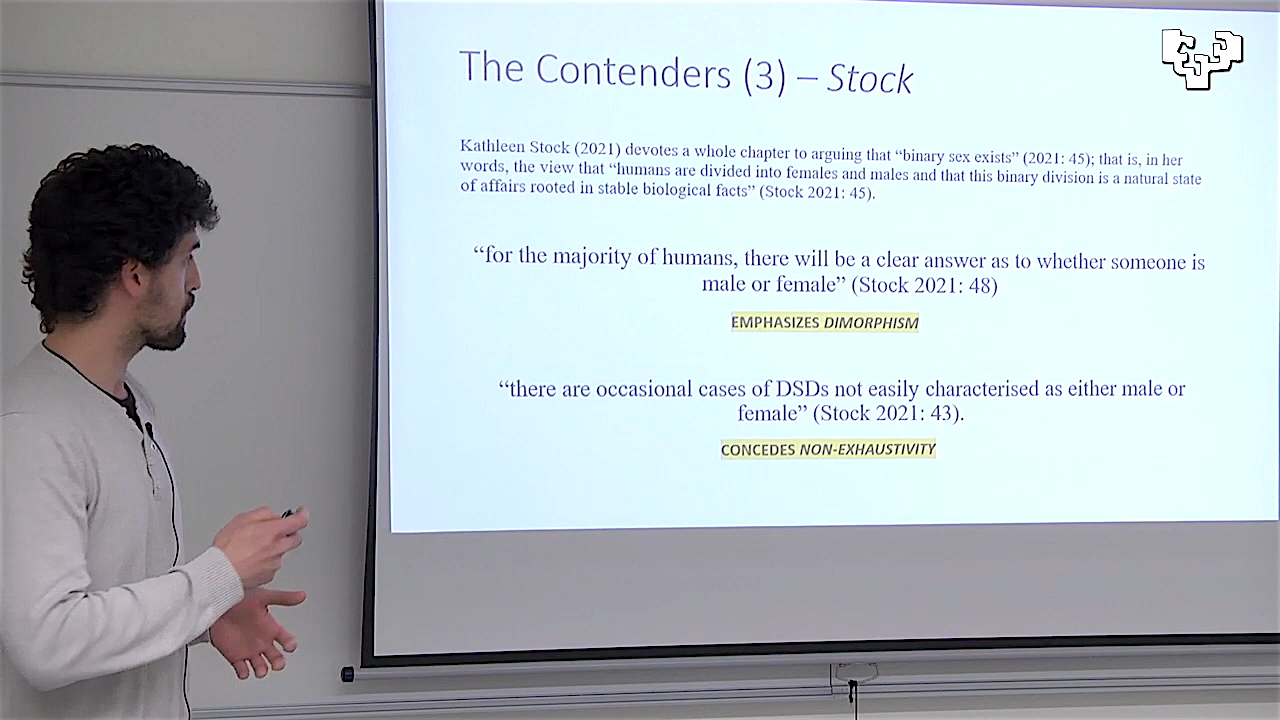 The Contenders (3) – Stock
Kathleen Stock (2021) devotes a whole chapter to arguing that “binary sex exists” (2021: 45); that is, in her
words, the view that “humans are divided into females and males and that this binary division is a natural state
of affairs rooted in stable biological facts” (Stock 2021: 45).
“for the majority of humans, there will be a clear answer as to whether someone is
male or female” (Stock 2021: 48)
EMPHASIZES DIMORPHISM
“there are occasional cases of DSDs not easily characterised as either male or
female” (Stock 2021: 43).
CONCEDES NON-EXHAUSTIVITY